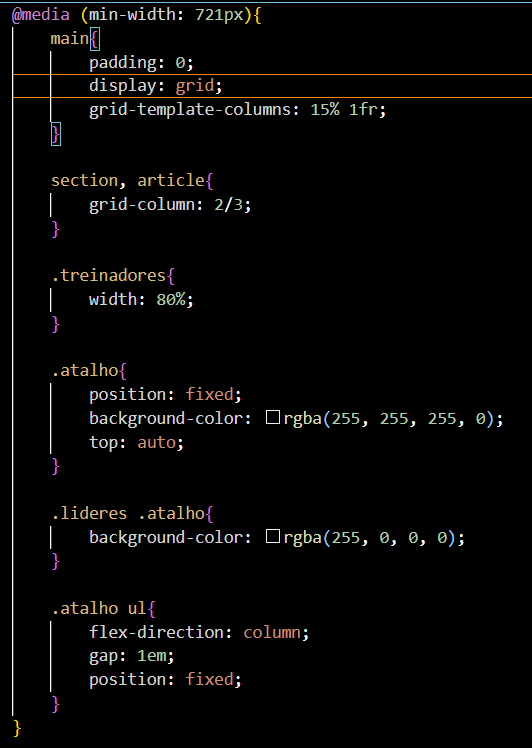 @media (min-width: 721px){
main{
padding: 0;
display: grid;
grid-template-columns: 15% 1fr;
}
section, article{
grid-column: 2/3;
}
.treinadores{
width: 80%;
}
.atalho{
position: fixed;
background-color: rgba(255, 255, 255, 0);
top: auto;
}
.lideres .atalho{
background-color: rgba(255, 0, 0, 0);
}
.atalho ul{
flex-direction: column;
gap: 1em;
position: fixed;
}
}